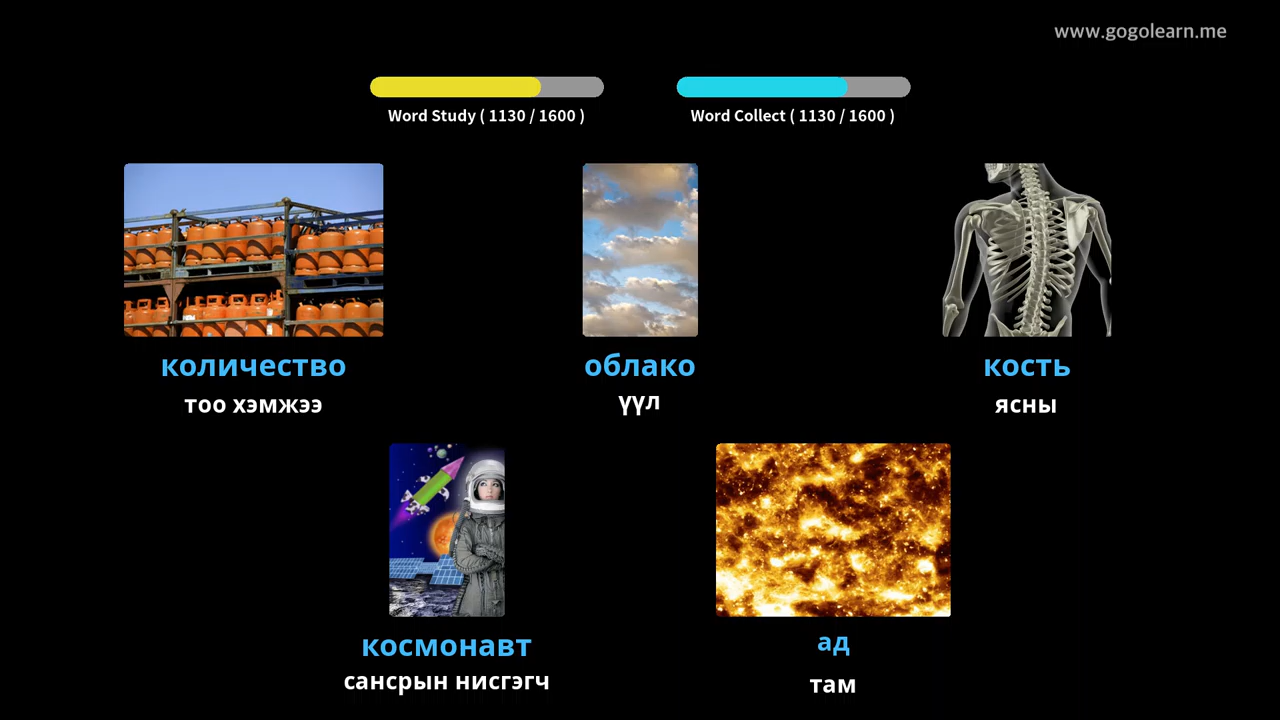 www.gogolearn.me
Word Study ( 1130 / 1600 )
Word Collect ( 1130 / 1600 )
количество
тоо хэмжээ
облако
үүл
кость
ясны
космонавт
сансрын нисгэгч
ад
там